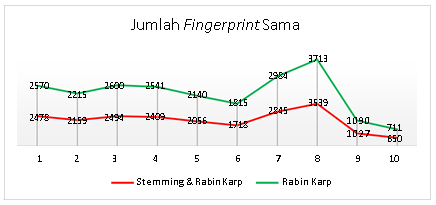 Jumlah Fingerprint Sama
2570 2215 2600 2541 2140 1815 2984 3713 1090 711
2478 2159 2494 2409 2056 1718 2845 3539 1027 650
1 2 3 4 5 6 7 8 9 10
Stemming & Rabin Karp Rabin Karp